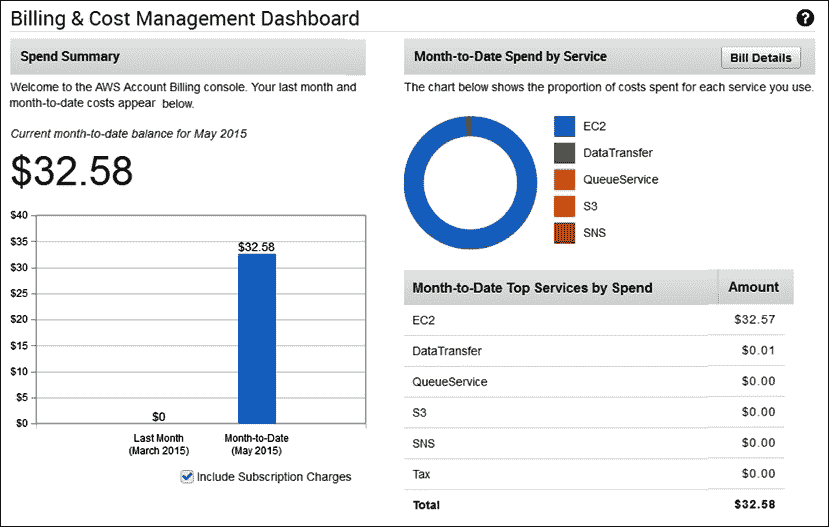 Billing & Cost Management Dashboard
?
Spend Summary
Welcome to the AWS Account Billing console. Your last month and
month-to-date costs appear below.
Current month-to-date balance for May 2015
$32.58
$40
$35
$30
$25
$20
$15
$10
$5
$0
$32.58
$0
Last Month
(March 2015)
Month-to-Date
(May 2015)
Include Subscription Charges
Month-to-Date Spend by Service
Bill Details
The chart below shows the proportion of costs spent for each service you use.
EC2
DataTransfer
QueueService
S3
SNS
Month-to-Date Top Services by Spend Amount
EC2 $32.57
DataTransfer $0.01
QueueService $0.00
S3 $0.00
SNS $0.00
Tax $0.00
Total $32.58